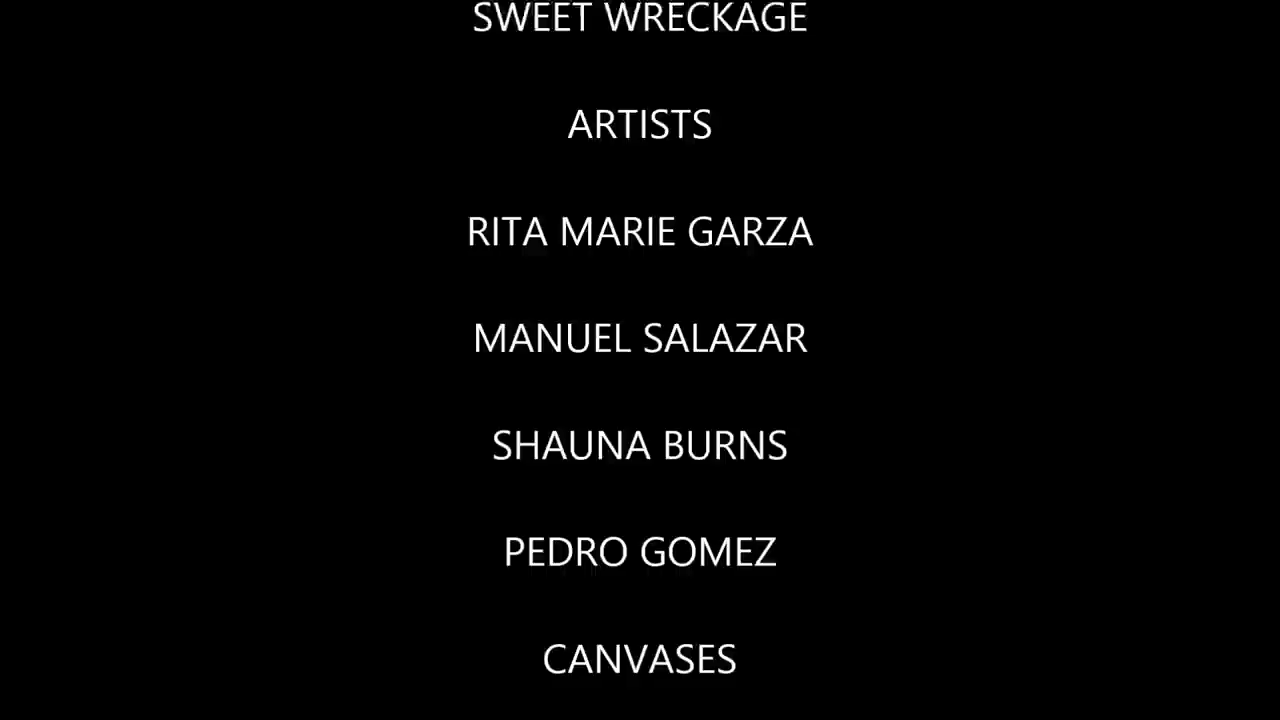 SWEET WRECKAGE
ARTISTS
RITA MARIE GARZA
MANUEL SALAZAR
SHAUNA BURNS
PEDRO GOMEZ
CANVASES